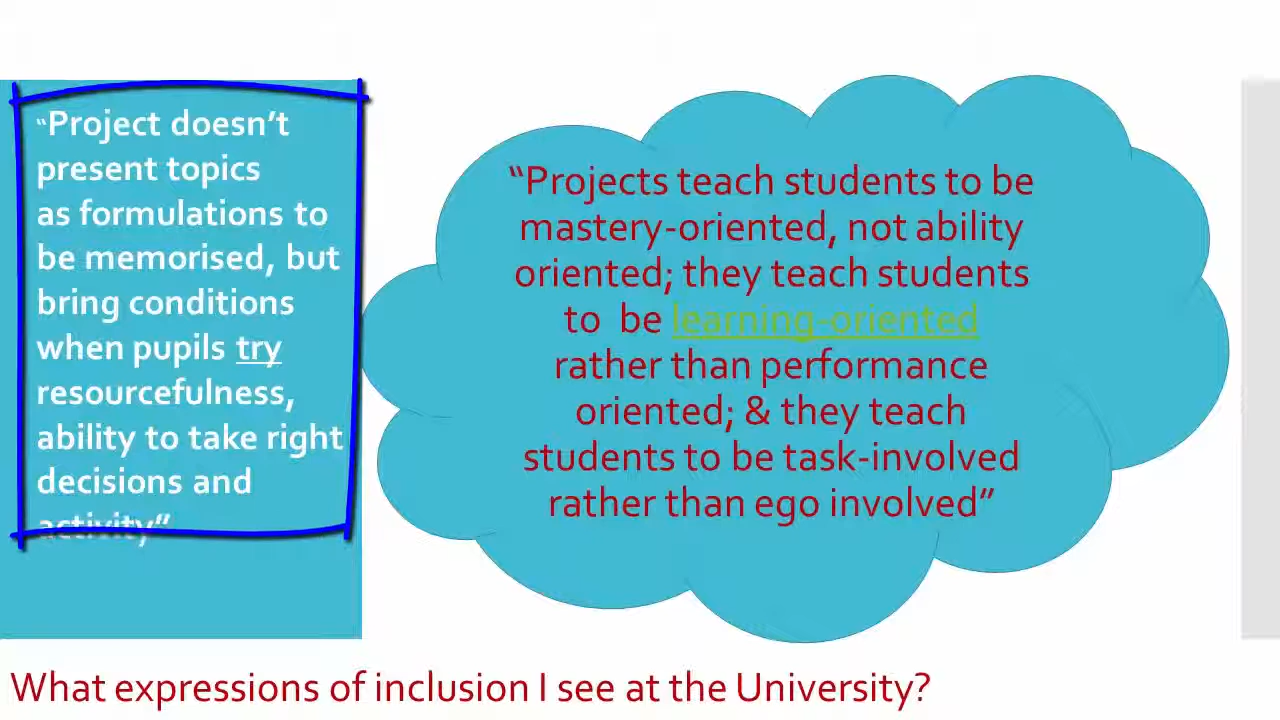 “Project doesn’t
present topics
as formulations to
be memorised, but
bring conditions
when pupils try
resourcefulness,
ability to take right
decisions and
activity”
“Projects teach students to be
mastery-oriented, not ability
oriented; they teach students
to be learning-oriented
rather than performance
oriented; & they teach
students to be task-involved
rather than ego involved”
What expressions of inclusion I see at the University?